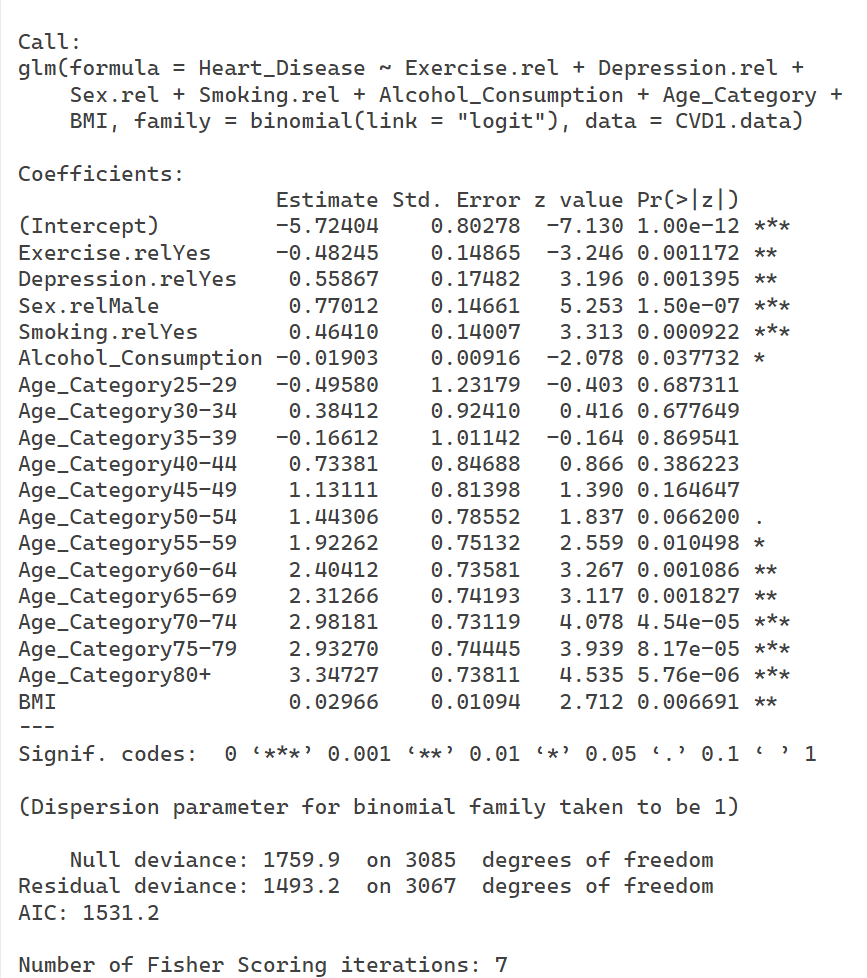 Call:
glm(formula = Heart_Disease ~ Exercise.rel + Depression.rel +
    Sex.rel + Smoking.rel + Alcohol_Consumption + Age_Category +
    BMI, family = binomial(link = "logit"), data = CVD1.data)

Coefficients:
                    Estimate Std. Error z value Pr(>|z|)
(Intercept)         −5.72404    0.80278  −7.130 1.00e−12 ***
Exercise.relYes     −0.48245    0.14865  −3.246 0.001172 **
Depression.relYes    0.55867    0.17482   3.196 0.001395 **
Sex.relMale          0.77012    0.14661   5.253 1.50e−07 ***
Smoking.relYes       0.46410    0.14007   3.313 0.000922 ***
Alcohol_Consumption −0.01903    0.00916  −2.078 0.037732 *
Age_Category25−29   −0.49580    1.23179  −0.403 0.687311
Age_Category30−34    0.38412    0.92410   0.416 0.677649
Age_Category35−39   −0.16612    1.01142  −0.164 0.869541
Age_Category40−44    0.73381    0.84688   0.866 0.386223
Age_Category45−49    1.13111    0.81398   1.390 0.164647
Age_Category50−54    1.44306    0.78552   1.837 0.066200 .
Age_Category55−59    1.92262    0.75132   2.559 0.010498 *
Age_Category60−64    2.40412    0.73581   3.267 0.001086 **
Age_Category65−69    2.31266    0.74193   3.117 0.001827 **
Age_Category70−74    2.98181    0.73119   4.078 4.54e−05 ***
Age_Category75−79    2.93270    0.74445   3.939 8.17e−05 ***
Age_Category80+      3.34727    0.73811   4.535 5.76e−06 ***
BMI                  0.02966    0.01094   2.712 0.006691 **
---
Signif. codes:  0 ‘***’ 0.001 ‘**’ 0.01 ‘*’ 0.05 ‘.’ 0.1 ‘ ’ 1

(Dispersion parameter for binomial family taken to be 1)

    Null deviance: 1759.9  on 3085  degrees of freedom
Residual deviance: 1493.2  on 3067  degrees of freedom
AIC: 1531.2

Number of Fisher Scoring iterations: 7